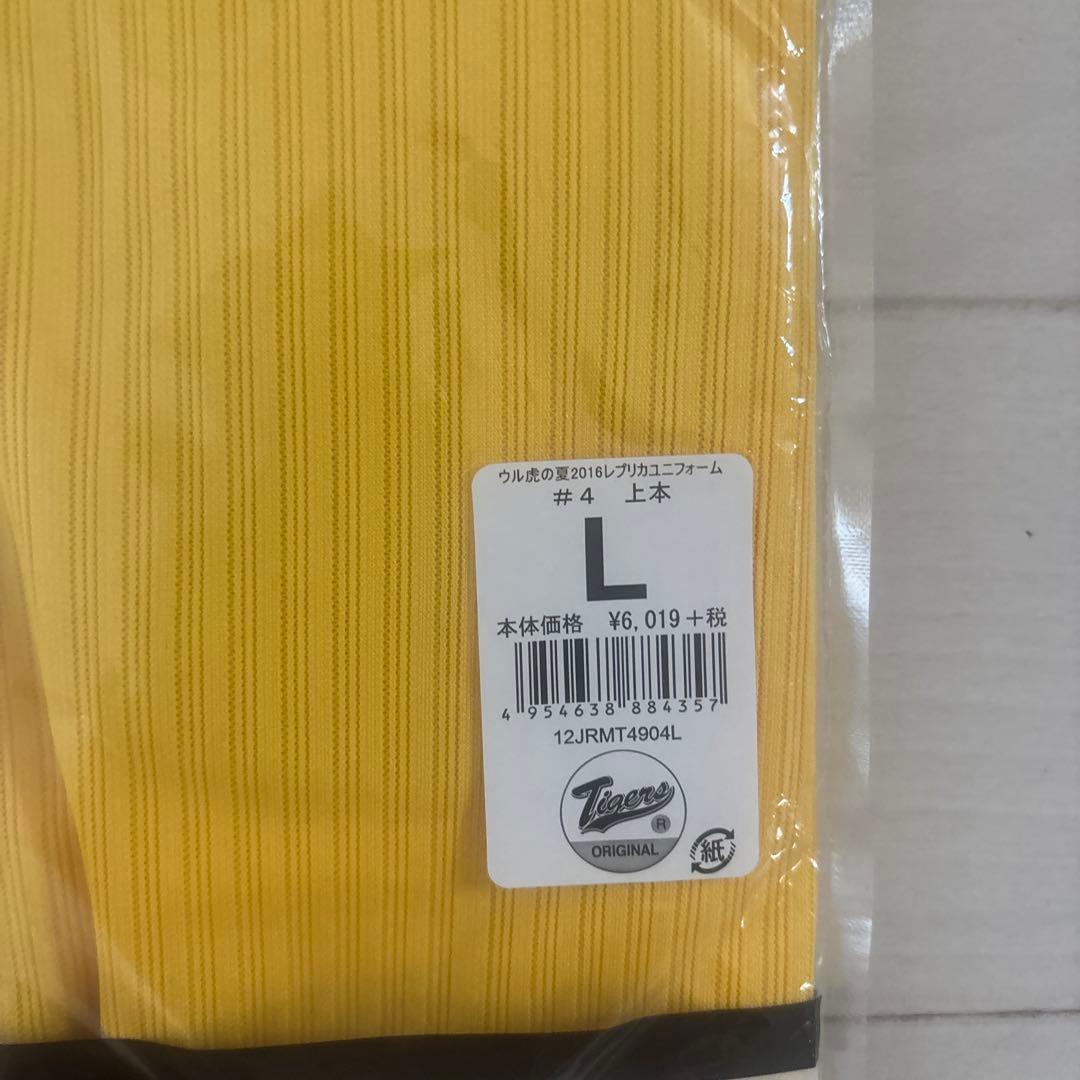 ウル虎の夏2016レプリカユニフォーム
#4 上本
L
本体価格 ¥6,019+税
4 954638 884357
12JRMT4904L
Tigers
R
ORIGINAL
紙